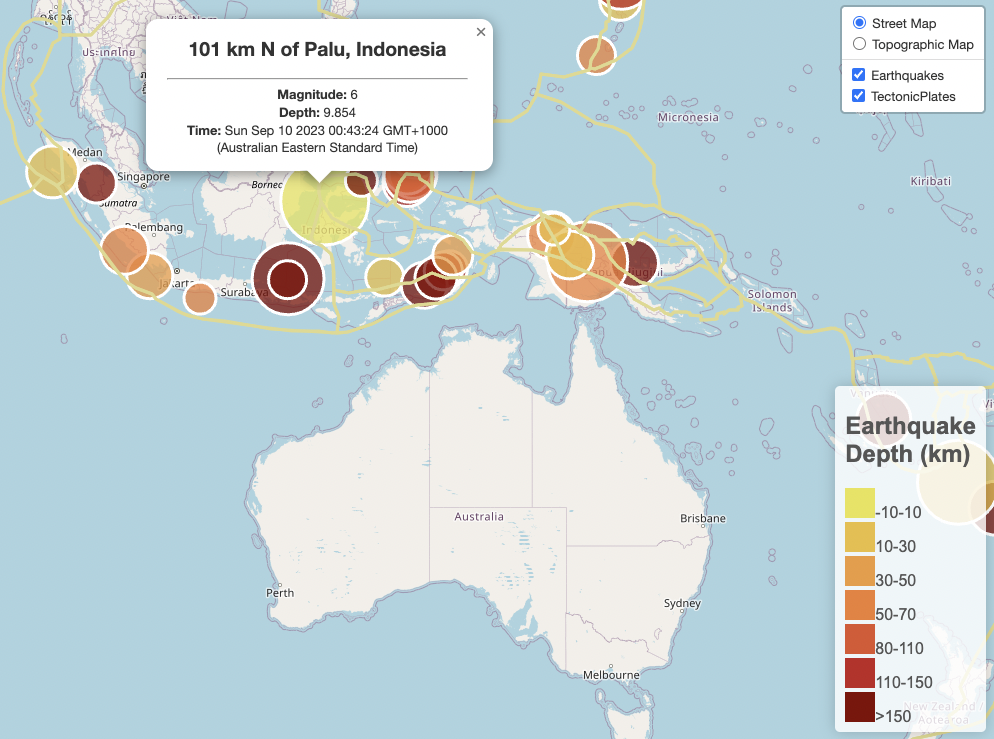 ประเทศไทย
Việt Nam
×
101 km N of Palu, Indonesia
Magnitude: 6
Depth: 9.854
Time: Sun Sep 10 2023 00:43:24 GMT+1000
(Australian Eastern Standard Time)
Street Map
Topographic Map
Earthquakes
TectonicPlates
Micronesia
Kiribati
Medan
Singapore
Sumatra
Borneo
Palembang
Indonesia
Jakarta
Surabaya
Papua Niugini
Solomon
Islands
Australia
Brisbane
Perth
Sydney
Melbourne
Vanuatu
Earthquake
Depth (km)
-10-10
10-30
30-50
50-70
80-110
110-150
>150
New Zealand /
Aotearoa